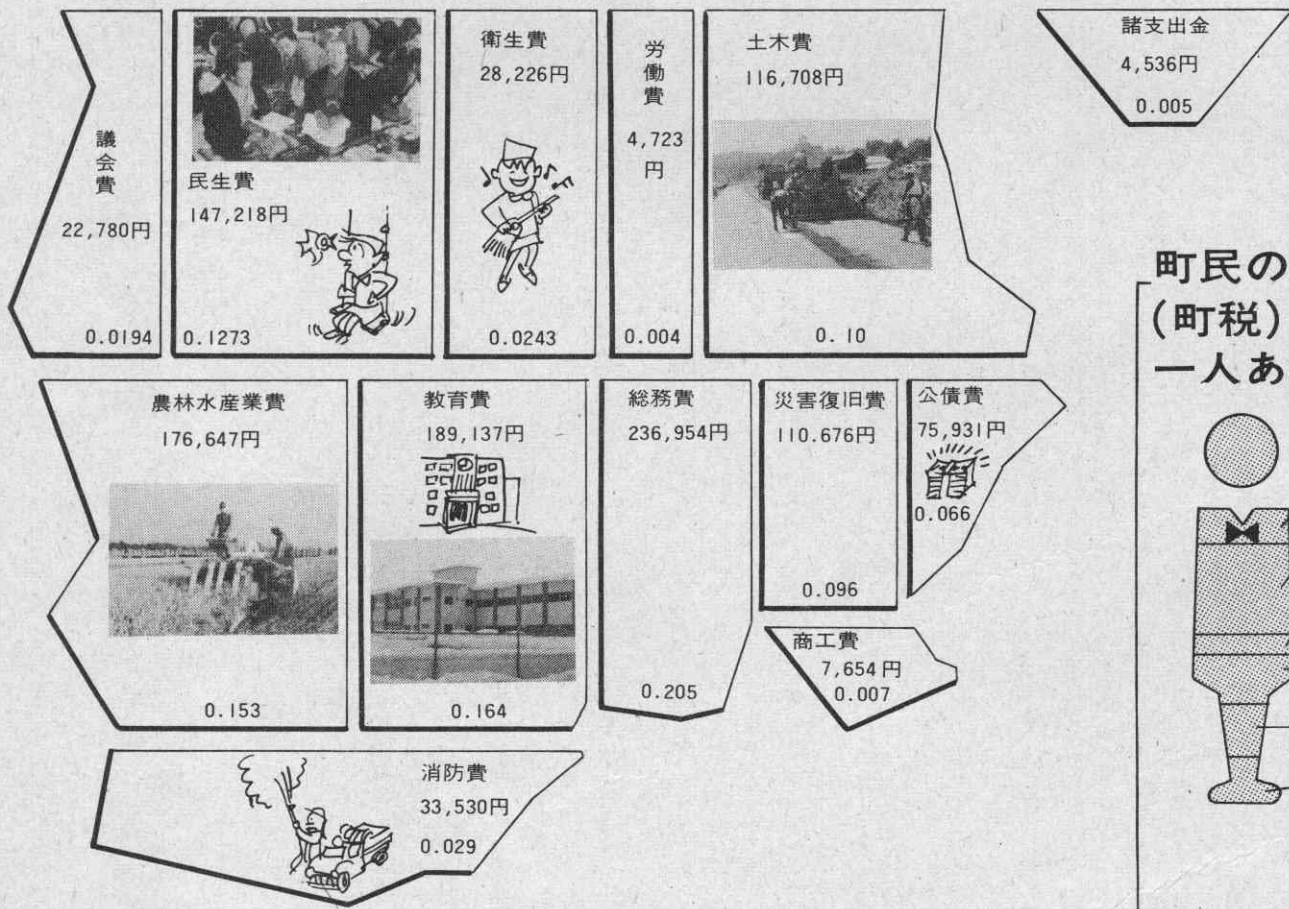 議会費
22,780円
0.0194
民生費
147,218円
0.1273
衛生費
28,226円
0.0243
労働費
4,723
円
0.004
土木費
116,708円
0.10
諸支出金
4,536円
0.005
農林水産業費
176,647円
0.153
教育費
189,137円
0.164
総務費
236,954円
0.205
災害復旧費
110.676円
0.096
公債費
75,931円
0.066
商工費
7,654円
0.007
消防費
33,530円
0.029
町民の
(町税)
一人あ